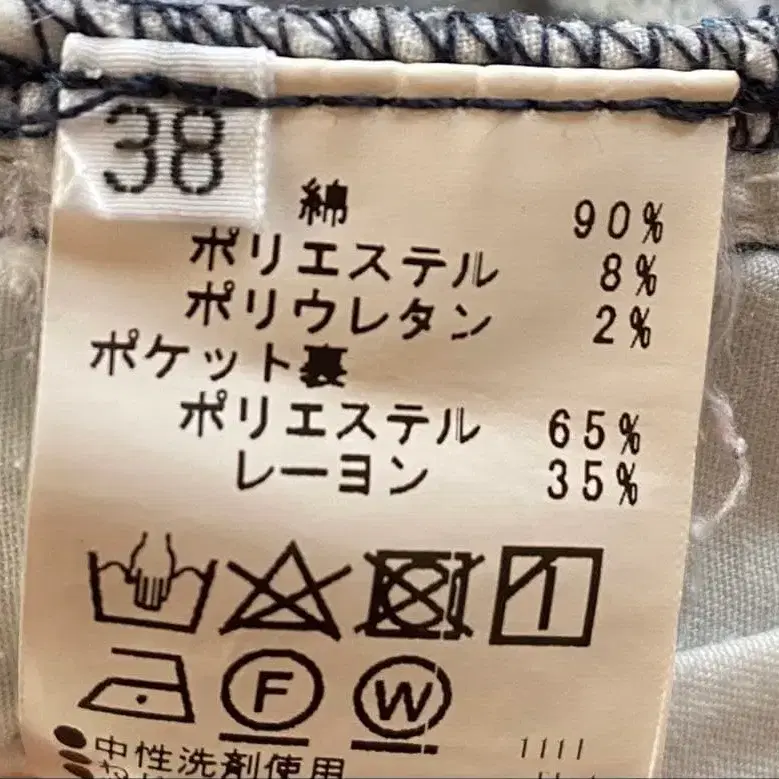 38
綿 90%
ポリエステル 8%
ポリウレタン 2%
ポケット裏
ポリエステル 65%
レーヨン 35%
F W
●中性洗剤使用